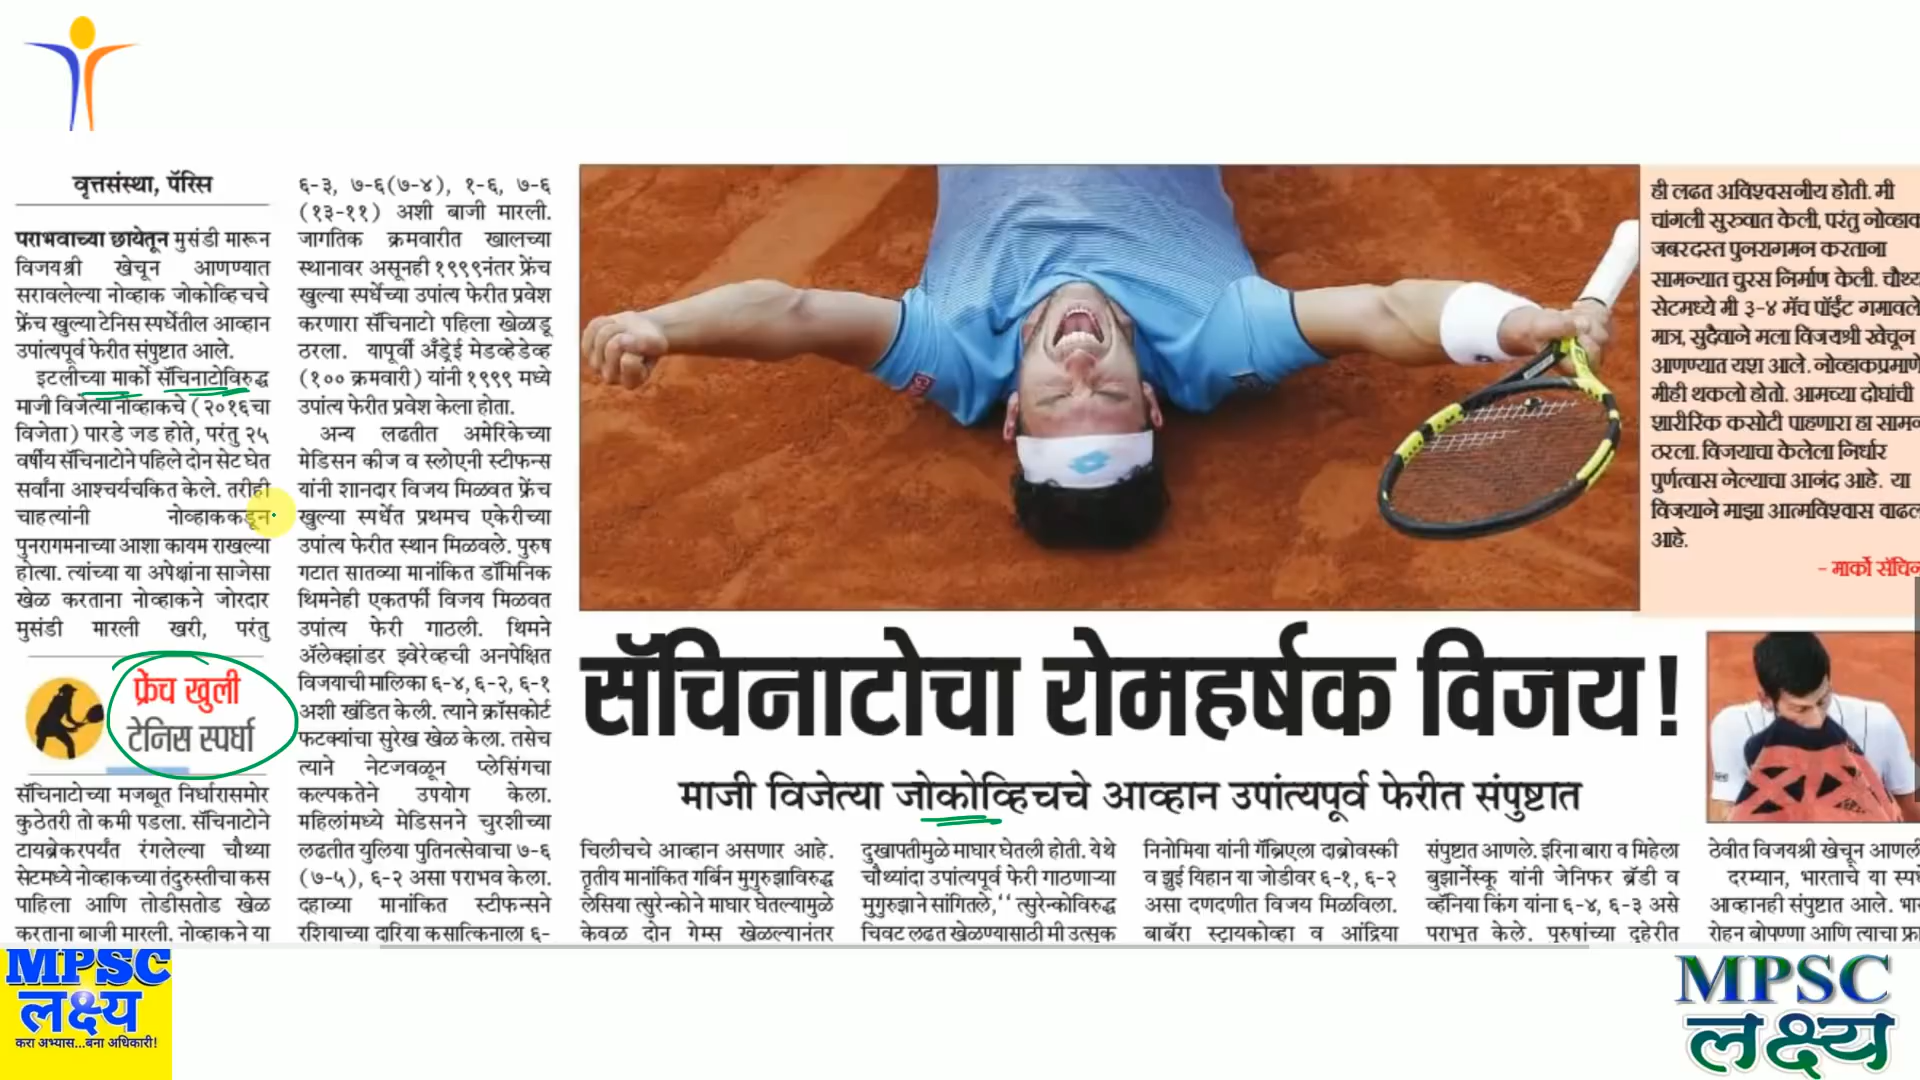 वृत्तसंस्था, पॅरिस
पराभवाच्या छायेतून मुसंडी मारून
विजयश्री खेचून आणण्यात
सरावलेल्या नोव्हाक जोकोव्हिचचे
फ्रेंच खुल्या टेनिस स्पर्धेतील आव्हान
उपांत्यपूर्व फेरीत संपुष्टात आले.
इटलीच्या मार्को सॅचिनाटोविरुद्ध
माजी विजेत्या नोव्हाकचे (२०१६चा
विजेता) पारडे जड होते, परंतु २५
वर्षीय सॅचिनाटोने पहिले दोन सेट घेत
सर्वांना आश्चर्यचकित केले. तरीही
चाहत्यांनी नोव्हाककडून
पुनरागमनाच्या आशा कायम राखल्या
होत्या. त्यांच्या या अपेक्षांना साजेसा
खेळ करताना नोव्हाकने जोरदार
मुसंडी मारली खरी, परंतु
फ्रेंच खुली
टेनिस स्पर्धा
सॅचिनाटोच्या मजबूत निर्धारासमोर
कुठेतरी तो कमी पडला. सॅचिनाटोने
टायब्रेकरपर्यंत रंगलेल्या चौथ्या
सेटमध्ये नोव्हाकच्या तंदुरुस्तीचा कस
पाहिला आणि तोडीसतोड खेळ
करताना बाजी मारली. नोव्हाकने या
६-३, ७-६(७-४), १-६, ७-६
(१३-११) अशी बाजी मारली.
जागतिक क्रमवारीत खालच्या
स्थानावर असूनही १९९९नंतर फ्रेंच
खुल्या स्पर्धेच्या उपांत्य फेरीत प्रवेश
करणारा सॅचिनाटो पहिला खेळाडू
ठरला. यापूर्वी अँड्रेई मेडव्हेडेव्ह
(१०० क्रमवारी) यांनी १९९९ मध्ये
उपांत्य फेरीत प्रवेश केला होता.
अन्य लढतीत अमेरिकेच्या
मेडिसन कीज व स्लोएनी स्टीफन्स
यांनी शानदार विजय मिळवत फ्रेंच
खुल्या स्पर्धेत प्रथमच एकेरीच्या
उपांत्य फेरीत स्थान मिळवले. पुरुष
गटात सातव्या मानांकित डॉमिनिक
थिमनेही एकतर्फी विजय मिळवत
उपांत्य फेरी गाठली. थिमने
ॲलेक्झांडर झ्वेरेव्हची अनपेक्षित
विजयाची मालिका ६-४, ६-२, ६-१
अशी खंडित केली. त्याने क्रॉसकोर्ट
फटक्यांचा सुरेख खेळ केला. तसेच
त्याने नेटजवळून प्लेसिंगचा
कल्पकतेने उपयोग केला.
महिलांमध्ये मेडिसनने चुरशीच्या
लढतीत युलिया पुतिनत्सेवाचा ७-६
(७-५), ६-२ असा पराभव केला.
दहाव्या मानांकित स्टीफन्सने
रशियाच्या दारिया कसात्किनाला ६-
ही लढत अविश्वसनीय होती. मी
चांगली सुरुवात केली, परंतु नोव्हाक
जबरदस्त पुनरागमन करताना
सामन्यात चुरस निर्माण केली. चौथ्या
सेटमध्ये मी ३-४ मॅच पॉईंट गमावले
मात्र, सुदैवाने मला विजयश्री खेचून
आणण्यात यश आले. नोव्हाकप्रमाणे
मीही थकलो होतो. आमच्या दोघांची
शारीरिक कसोटी पाहणारा हा सामना
ठरला. विजयाचा केलेला निर्धार
पुर्णत्वास नेल्याचा आनंद आहे. या
विजयाने माझा आत्मविश्वास वाढला
आहे.
- मार्को सॅचिन
सॅचिनाटोचा रोमहर्षक विजय!
माजी विजेत्या जोकोव्हिचचे आव्हान उपांत्यपूर्व फेरीत संपुष्टात
चिलीचचे आव्हान असणार आहे.
तृतीय मानांकित गर्बिन मुगुरुझाविरुद्ध
लेसिया त्सुरेन्कोने माघार घेतल्यामुळे
केवळ दोन गेम्स खेळल्यानंतर
दुखापतीमुळे माघार घेतली होती. येथे
चौथ्यांदा उपांत्यपूर्व फेरी गाठणाऱ्या
मुगुरुझाने सांगितले,‘‘ त्सुरेन्कोविरुद्ध
चिवट लढत खेळण्यासाठी मी उत्सुक
निनोमिया यांनी गॅब्रिएला दाब्रोवस्की
व झुई यिहान या जोडीवर ६-१, ६-२
असा दणदणीत विजय मिळविला.
बाबॅरा स्ट्रायकोव्हा व आंद्रिया
संपुष्टात आणले. इरिना बारा व मिहेला
बुझार्नेस्कू यांनी जेनिफर ब्रॅडी व
व्हॅनिया किंग यांना ६-४, ६-३ असे
पराभूत केले. पुरुषांच्या दुहेरीत
ठेवीत विजयश्री खेचून आणली
दरम्यान, भारताचे या स्पर्धे
आव्हानही संपुष्टात आले. भार
रोहन बोपण्णा आणि त्याचा फ्रा
MPSC
लक्ष्य
करा अभ्यास...बना अधिकारी!
MPSC
लक्ष्य